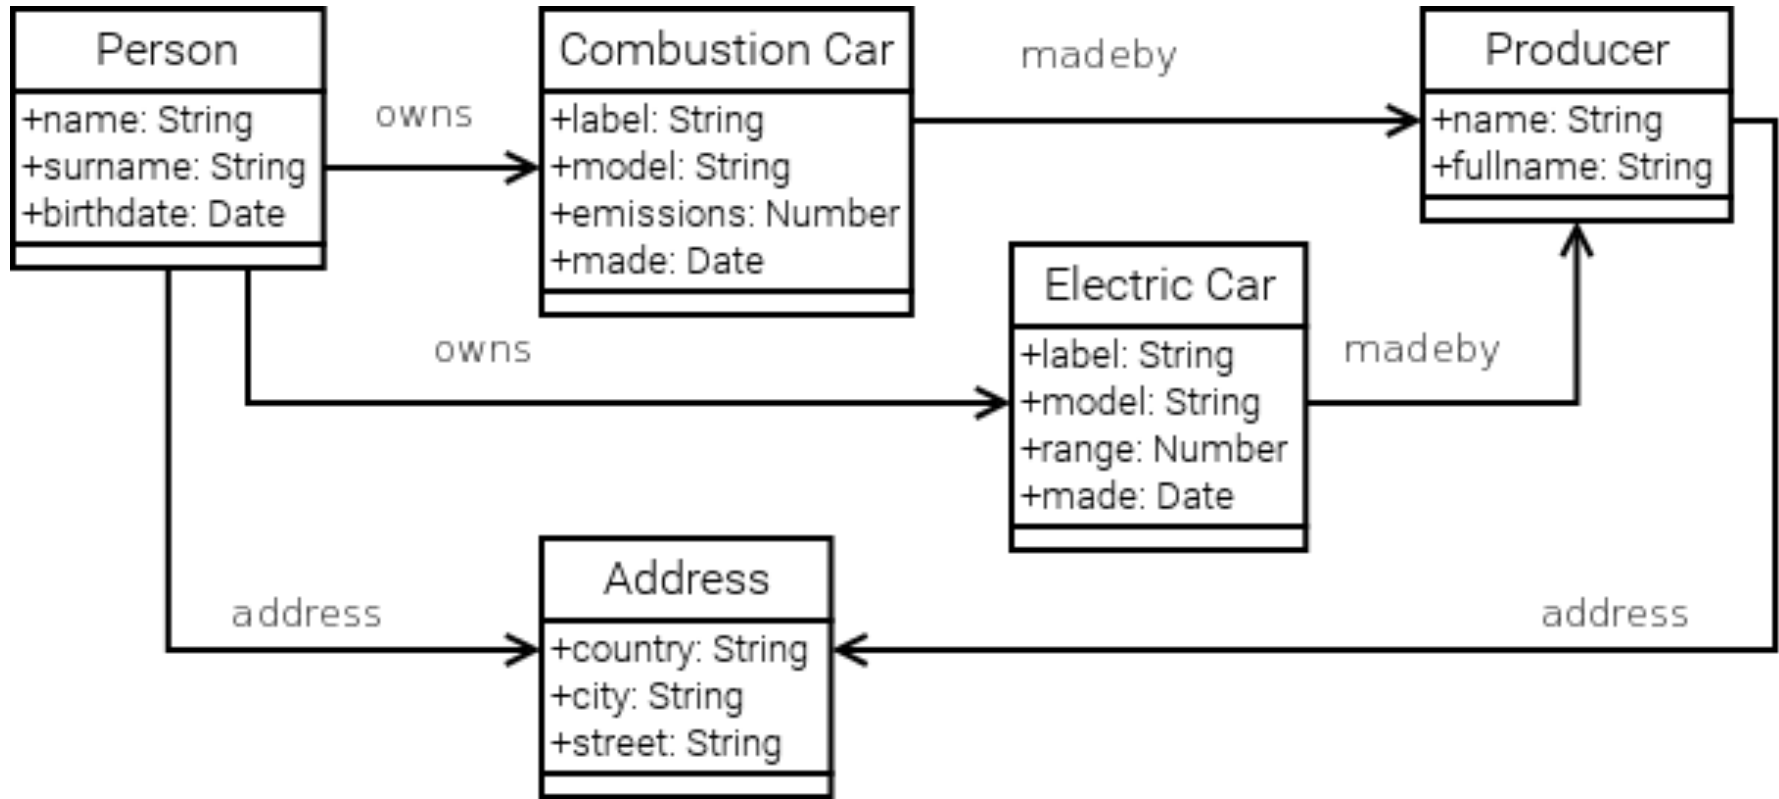 Person
+name: String
+surname: String
+birthdate: Date
owns
Combustion Car
+label: String
+model: String
+emissions: Number
+made: Date
madeby
Producer
+name: String
+fullname: String
owns
Electric Car
+label: String
+model: String
+range: Number
+made: Date
madeby
address
Address
+country: String
+city: String
+street: String
address